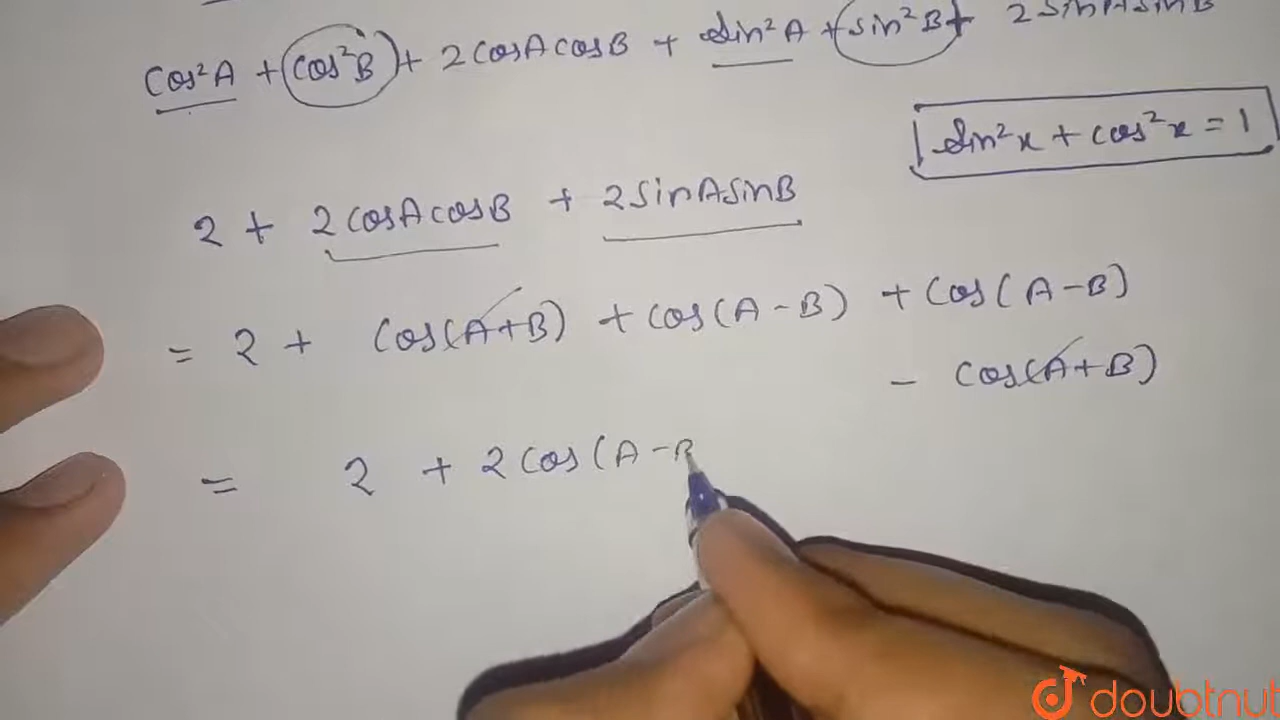 cos²A + cos²B + 2cosAcosB + sin²A + sin²B + 2sinAsinB
sin²x + cos²x = 1
2 + 2cosAcosB + 2sinAsinB
= 2 + cos(A+B) + cos(A-B) + cos(A-B)
- cos(A+B)
= 2 + 2cos(A-B
doubtnut